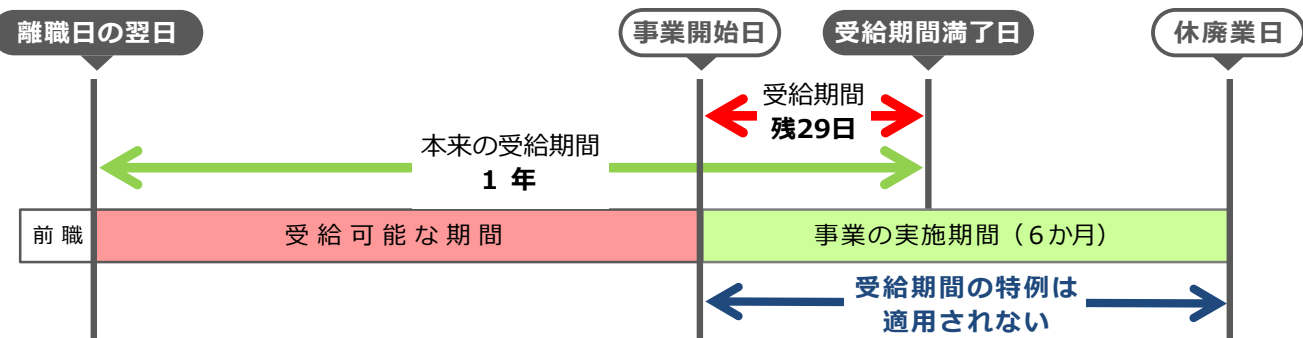 離職日の翌日
事業開始日
受給期間満了日
休廃業日
受給期間
残29日
本来の受給期間
1 年
前 職
受 給 可 能 な 期 間
事業の実施期間（６か月）
受給期間の特例は
適用されない